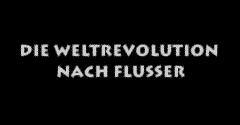 DIE WELTREVOLUTION
NACH FLUSSER